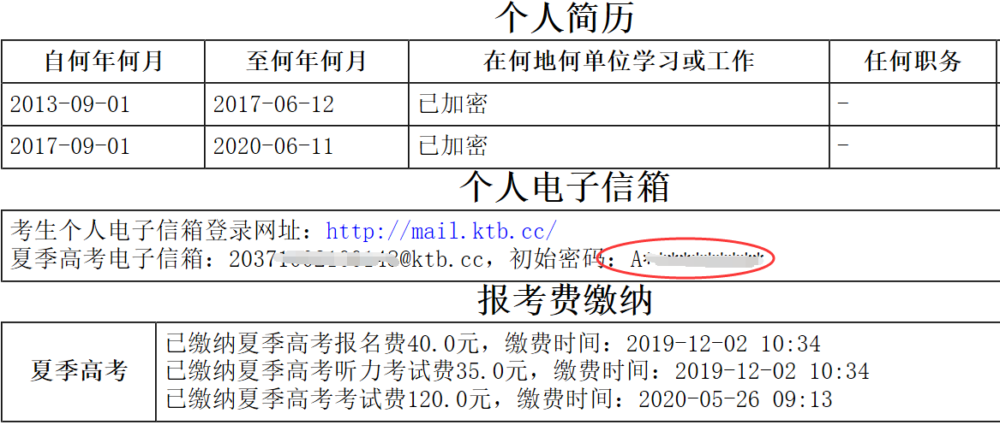 个人简历
自何年何月 至何年何月 在何地何单位学习或工作 任何职务
2013-09-01 2017-06-12 已加密 -
2017-09-01 2020-06-11 已加密 -
个人电子信箱
考生个人电子信箱登录网址：http://mail.ktb.cc/
夏季高考电子信箱：@ktb.cc，初始密码：A*
报考费缴纳
夏季高考
已缴纳夏季高考报名费40.0元，缴费时间：2019-12-02 10:34
已缴纳夏季高考听力考试费35.0元，缴费时间：2019-12-02 10:34
已缴纳夏季高考考试费120.0元，缴费时间：2020-05-26 09:13